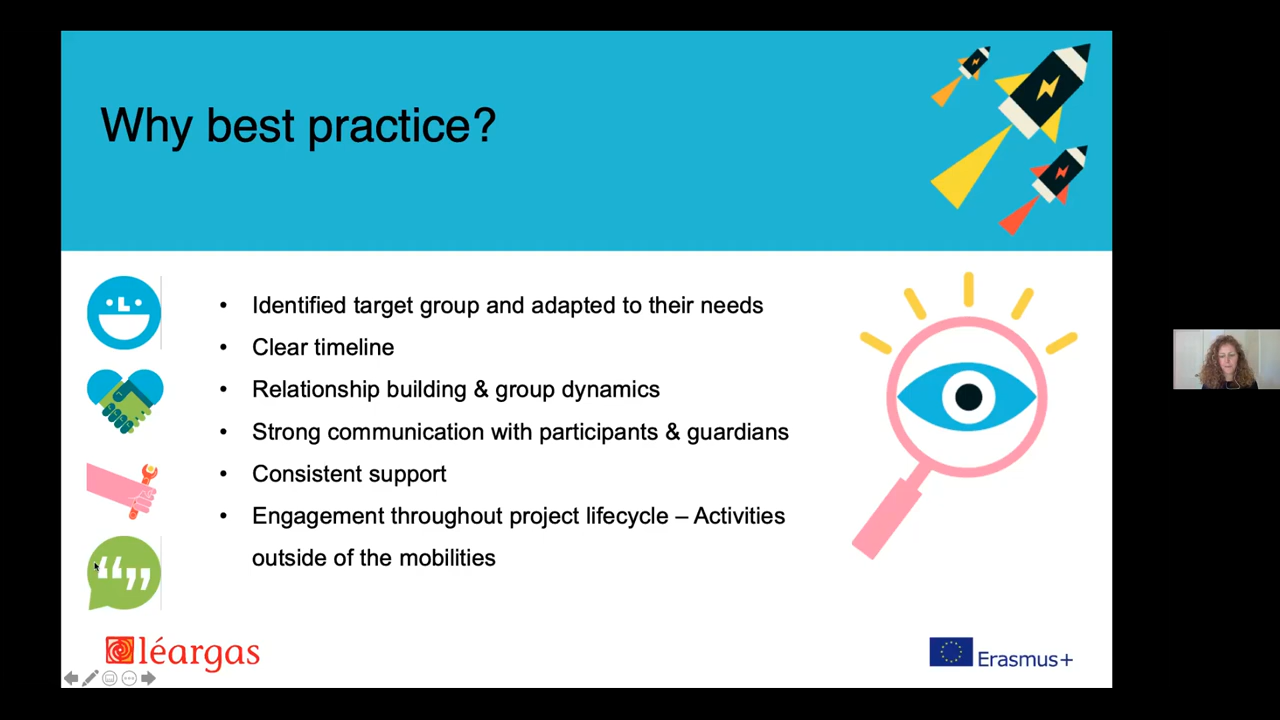 Why best practice?
• Identified target group and adapted to their needs
• Clear timeline
• Relationship building & group dynamics
• Strong communication with participants & guardians
• Consistent support
• Engagement throughout project lifecycle – Activities
outside of the mobilities
léargas
Erasmus+